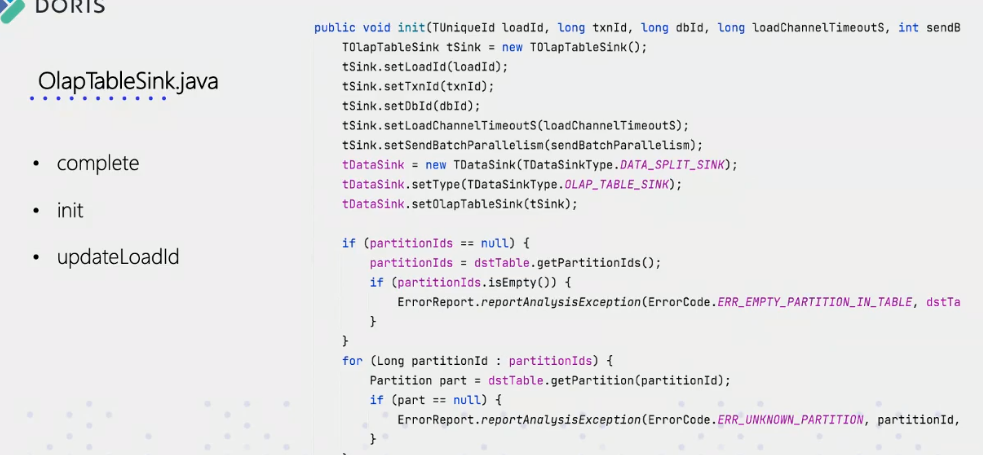 DORIS
OlapTableSink.java
• complete
• init
• updateLoadId
public void init(TUniqueId loadId, long txnId, long dbId, long loadChannelTimeoutS, int sendB
TOlapTableSink tSink = new TOlapTableSink();
tSink.setLoadId(loadId);
tSink.setTxnId(txnId);
tSink.setDbId(dbId);
tSink.setLoadChannelTimeoutS(loadChannelTimeoutS);
tSink.setSendBatchParallelism(sendBatchParallelism);
tDataSink = new TDataSink(TDataSinkType.DATA_SPLIT_SINK);
tDataSink.setType(TDataSinkType.OLAP_TABLE_SINK);
tDataSink.setOlapTableSink(tSink);
if (partitionIds == null) {
partitionIds = dstTable.getPartitionIds();
if (partitionIds.isEmpty()) {
ErrorReport.reportAnalysisException(ErrorCode.ERR_EMPTY_PARTITION_IN_TABLE, dstTa
}
}
for (Long partitionId : partitionIds) {
Partition part = dstTable.getPartition(partitionId);
if (part == null) {
ErrorReport.reportAnalysisException(ErrorCode.ERR_UNKNOWN_PARTITION, partitionId,
}